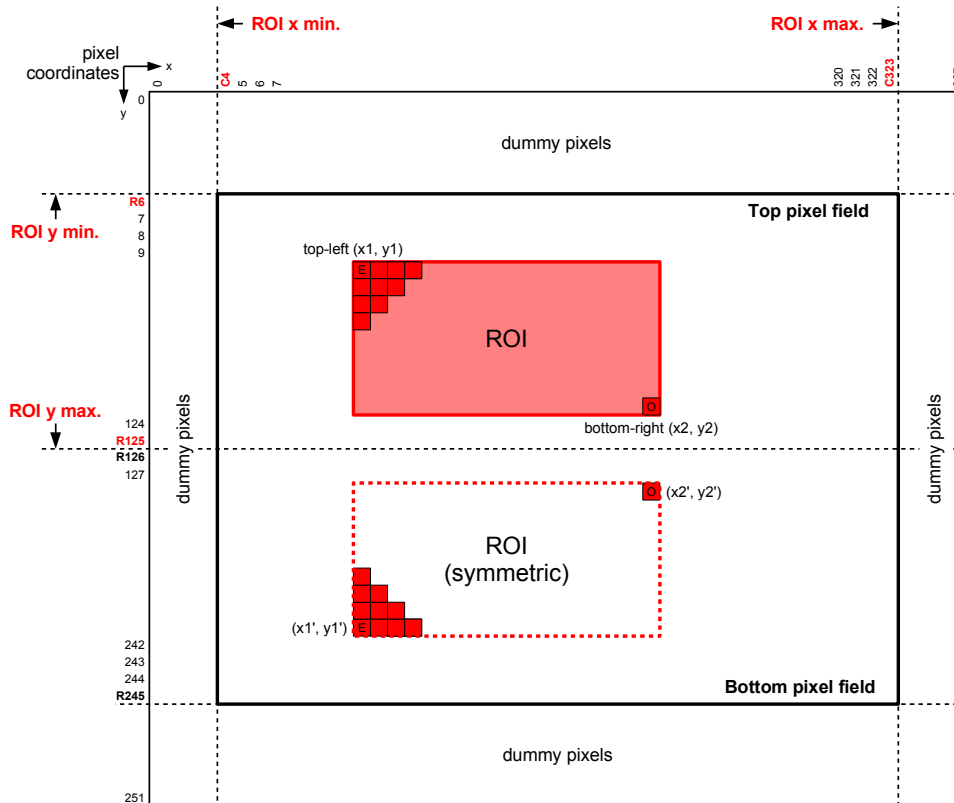 ROI x min.
ROI x max.
pixel
coordinates
x
y
0
C4
5
6
7
320
321
322
C323
0
dummy pixels
R6
7
8
9
ROI y min.
Top pixel field
top-left (x1, y1)
E
ROI
O
bottom-right (x2, y2)
ROI y max.
124
R125
R126
127
dummy pixels
dummy pixels
O
(x2', y2')
ROI
(symmetric)
(x1', y1')
E
242
243
244
R245
Bottom pixel field
dummy pixels
251